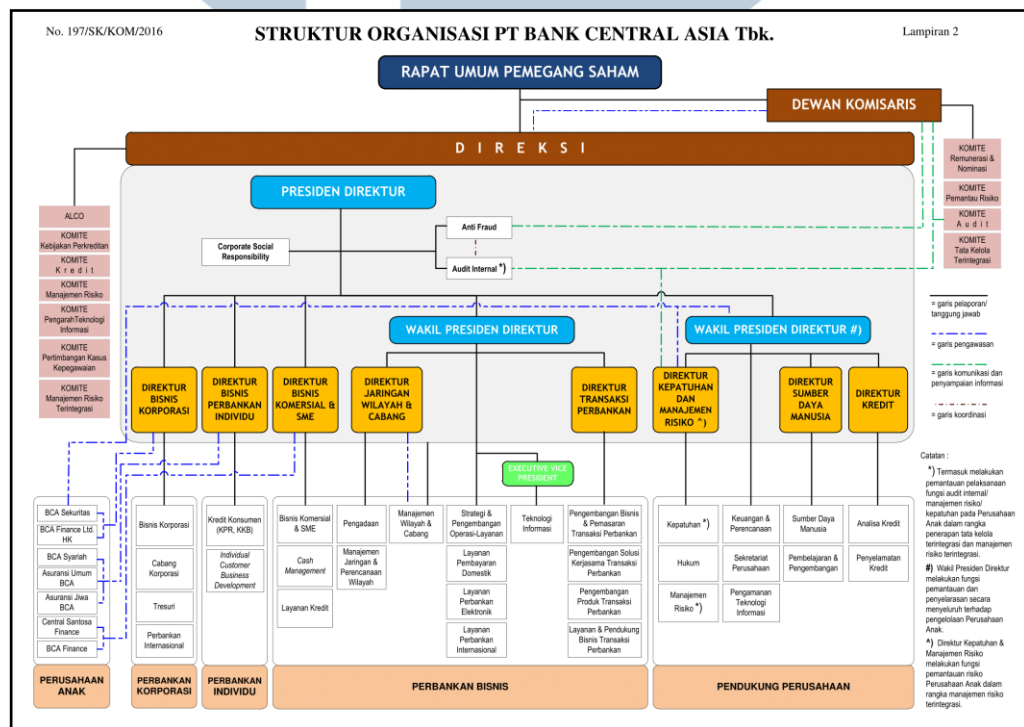 No. 197/SK/KOM/2016
STRUKTUR ORGANISASI PT BANK CENTRAL ASIA Tbk.
Lampiran 2
RAPAT UMUM PEMEGANG SAHAM
DEWAN KOMISARIS
D I R E K S I
KOMITE
Remunerasi &
Nominasi
KOMITE
Pemantau Risiko
KOMITE
A u d i t
KOMITE
Tata Kelola
Terintegrasi
PRESIDEN DIREKTUR
ALCO
KOMITE
Kebijakan Perkreditan
KOMITE
K r e d i t
KOMITE
Manajemen Risiko
KOMITE
PengarahTeknologi
Informasi
KOMITE
Pertimbangan Kasus
Kepegawaian
KOMITE
Manajemen Risiko
Terintegrasi
Corporate Social
Responsibility
Anti Fraud
Audit Internal *)
WAKIL PRESIDEN DIREKTUR
WAKIL PRESIDEN DIREKTUR #)
= garis pelaporan/
tanggung jawab
= garis pengawasan
= garis komunikasi dan
penyampaian informasi
= garis koordinasi
DIREKTUR
BISNIS
KORPORASI
DIREKTUR
BISNIS
PERBANKAN
INDIVIDU
DIREKTUR
BISNIS
KOMERSIAL &
SME
DIREKTUR
JARINGAN
WILAYAH &
CABANG
DIREKTUR
TRANSAKSI
PERBANKAN
DIREKTUR
KEPATUHAN
DAN
MANAJEMEN
RISIKO ^)
DIREKTUR
SUMBER
DAYA
MANUSIA
DIREKTUR
KREDIT
EXECUTIVE VICE
PRESIDENT
BCA Sekuritas
BCA Finance Ltd.
HK
BCA Syariah
Asuransi Umum
BCA
Asuransi Jiwa
BCA
Central Santosa
Finance
BCA Finance
PERUSAHAAN
ANAK
Bisnis Korporasi
Cabang
Korporasi
Tresuri
Perbankan
Internasional
PERBANKAN
KORPORASI
Kredit Konsumen
(KPR, KKB)
Individual
Customer
Business
Development
PERBANKAN
INDIVIDU
Bisnis Komersial
& SME
Cash
Management
Layanan Kredit
Pengadaan
Manajemen
Jaringan &
Perencanaan
Wilayah
Manajemen
Wilayah &
Cabang
Strategi &
Pengembangan
Operasi-Layanan
Layanan
Pembayaran
Domestik
Layanan
Perbankan
Elektronik
Layanan
Perbankan
Internasional
Teknologi
Informasi
Pengembangan Bisnis
& Pemasaran
Transaksi Perbankan
Pengembangan Solusi
Kerjasama Transaksi
Perbankan
Pengembangan
Produk Transaksi
Perbankan
Layanan & Pendukung
Bisnis Transaksi
Perbankan
PERBANKAN BISNIS
Kepatuhan *)
Hukum
Manajemen
Risiko *)
Keuangan &
Perencanaan
Sekretariat
Perusahaan
Pengamanan
Teknologi
Informasi
Sumber Daya
Manusia
Pembelajaran &
Pengembangan
Analisa Kredit
Penyelamatan
Kredit
PENDUKUNG PERUSAHAAN
Catatan :
*) Termasuk melakukan
pemantauan pelaksanaan
fungsi audit internal/
manajemen risiko/
kepatuhan pada Perusahaan
Anak dalam rangka
penerapan tata kelola
terintegrasi dan manajemen
risiko terintegrasi.
#) Wakil Presiden Direktur
melakukan fungsi
pemantauan dan
penyelarasan secara
menyeluruh terhadap
pengelolaan Perusahaan
Anak.
^) Direktur Kepatuhan &
Manajemen Risiko
melakukan fungsi
pemantauan risiko
Perusahaan Anak dalam
rangka manajemen risiko
terintegrasi.